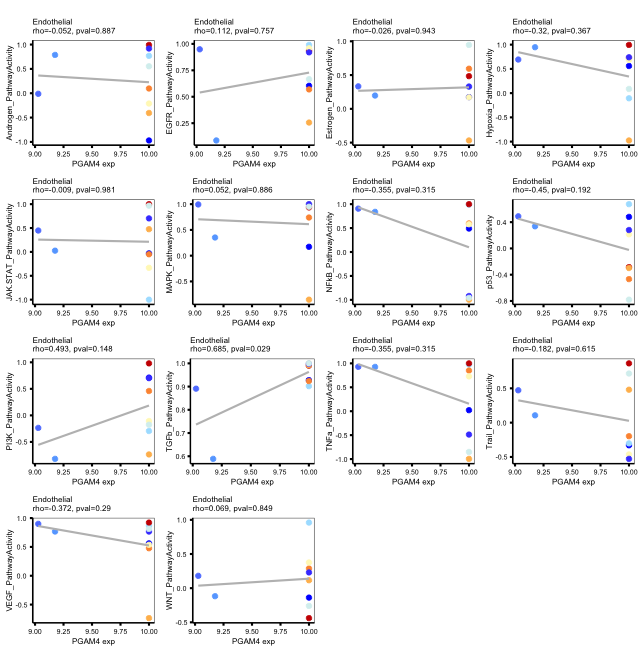 Endothelial
rho=-0.052, pval=0.887
Androgen_PathwayActivity
1.0
0.5
0.0
-0.5
-1.0
9.00 9.25 9.50 9.75 10.00
PGAM4 exp
Endothelial
rho=0.112, pval=0.757
EGFR_PathwayActivity
1.00
0.75
0.50
0.25
9.00 9.25 9.50 9.75 10.00
PGAM4 exp
Endothelial
rho=-0.026, pval=0.943
Estrogen_PathwayActivity
1.0
0.5
0.0
-0.5
9.00 9.25 9.50 9.75 10.00
PGAM4 exp
Endothelial
rho=-0.32, pval=0.367
Hypoxia_PathwayActivity
1.0
0.5
0.0
-0.5
-1.0
9.00 9.25 9.50 9.75 10.00
PGAM4 exp
Endothelial
rho=-0.009, pval=0.981
JAK-STAT_PathwayActivity
1.0
0.5
0.0
-0.5
-1.0
9.00 9.25 9.50 9.75 10.00
PGAM4 exp
Endothelial
rho=0.052, pval=0.886
MAPK_PathwayActivity
1.0
0.5
0.0
-0.5
9.00 9.25 9.50 9.75 10.00
PGAM4 exp
Endothelial
rho=-0.355, pval=0.315
NFkB_PathwayActivity
1.0
0.5
0.0
-0.5
-1.0
9.00 9.25 9.50 9.75 10.00
PGAM4 exp
Endothelial
rho=-0.45, pval=0.192
p53_PathwayActivity
0.4
0.0
-0.4
-0.8
9.00 9.25 9.50 9.75 10.00
PGAM4 exp
Endothelial
rho=0.493, pval=0.148
PI3K_PathwayActivity
1.0
0.5
0.0
-0.5
9.00 9.25 9.50 9.75 10.00
PGAM4 exp
Endothelial
rho=0.685, pval=0.029
TGFb_PathwayActivity
1.0
0.9
0.8
0.7
0.6
9.00 9.25 9.50 9.75 10.00
PGAM4 exp
Endothelial
rho=-0.355, pval=0.315
TNFa_PathwayActivity
1.0
0.5
0.0
-0.5
-1.0
9.00 9.25 9.50 9.75 10.00
PGAM4 exp
Endothelial
rho=-0.182, pval=0.615
Trail_PathwayActivity
0.5
0.0
-0.5
9.00 9.25 9.50 9.75 10.00
PGAM4 exp
Endothelial
rho=-0.372, pval=0.29
VEGF_PathwayActivity
1.0
0.5
0.0
-0.5
9.00 9.25 9.50 9.75 10.00
PGAM4 exp
Endothelial
rho=0.069, pval=0.849
WNT_PathwayActivity
1.0
0.5
0.0
-0.5
9.00 9.25 9.50 9.75 10.00
PGAM4 exp